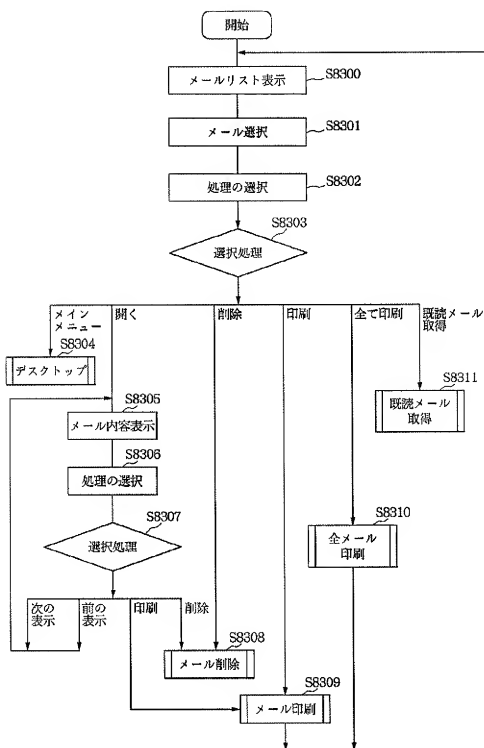 開始
S8300
メールリスト表示
S8301
メール選択
S8302
処理の選択
S8303
選択処理
メイン
メニュー
開く
削除
印刷
全て印刷
既読メール
取得
S8304
デスクトップ
S8311
既読メール
取得
S8305
メール内容表示
S8306
処理の選択
S8307
選択処理
S8310
全メール
印刷
次の
表示
前の
表示
印刷
削除
S8308
メール削除
S8309
メール印刷